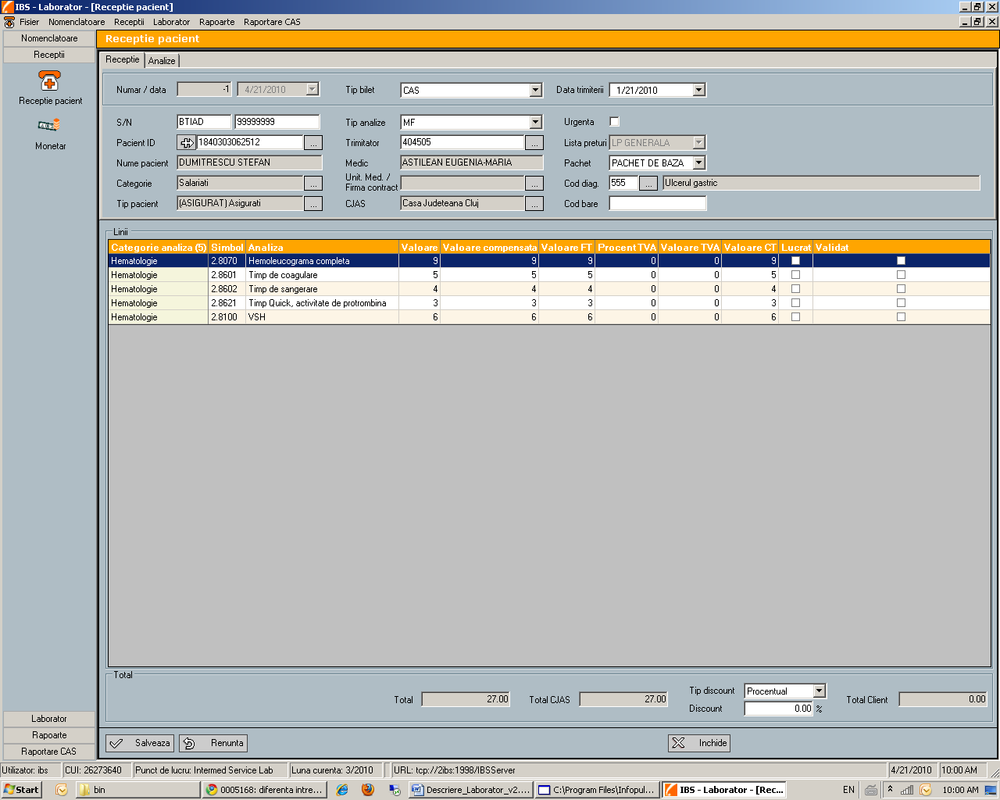 IBS - Laborator - [Receptie pacient]
Fisier Nomenclatoare Receptii Laborator Rapoarte Raportare CAS
Nomenclatoare
Receptii
Receptie pacient
Monetar
Laborator
Rapoarte
Raportare CAS
Receptie pacient
Receptie Analize
Numar / data -1 4/21/2010 Tip bilet CAS Data trimiterii 1/21/2010
S/N BTIAD 99999999 Tip analize MF Urgenta
Pacient ID 1840303062512 ... Trimitator 404505 ... Lista preturi LP GENERALA
Nume pacient DUMITRESCU STEFAN Medic ASTILEAN EUGENIA-MARIA Pachet PACHET DE BAZA
Categorie Salariati ... Unit. Med. / Firma contract ... Cod diag. 555 ... Ulcerul gastric
Tip pacient (ASIGURAT) Asigurati ... CJAS Casa Judeteana Cluj ... Cod bare
Linii
Categorie analiza (5) Simbol Analiza Valoare Valoare compensata Valoare FT Procent TVA Valoare TVA Valoare CT Lucrat Validat
Hematologie 2.8070 Hemoleucograma completa 9 9 9 0 0 9
Hematologie 2.8601 Timp de coagulare 5 5 5 0 0 5
Hematologie 2.8602 Timp de sangerare 4 4 4 0 0 4
Hematologie 2.8621 Timp Quick, activitate de protrombina 3 3 3 0 0 3
Hematologie 2.8100 VSH 6 6 6 0 0 6
Total
Total 27.00 Total CJAS 27.00 Tip discount Procentual Total Client 0.00
Discount 0.00 %
Salveaza Renunta Inchide
Utilizator: ibs CUI: 26273640 Punct de lucru: Intermed Service Lab Luna curenta: 3/2010 URL: tcp://2ibs:1998/IBSServer 4/21/2010 10:00 AM
Start bin 0005168: diferenta intre... Descriere_Laborator_v2.... C:\Program Files\Infopul... IBS - Laborator - [Rec... EN 10:00 AM